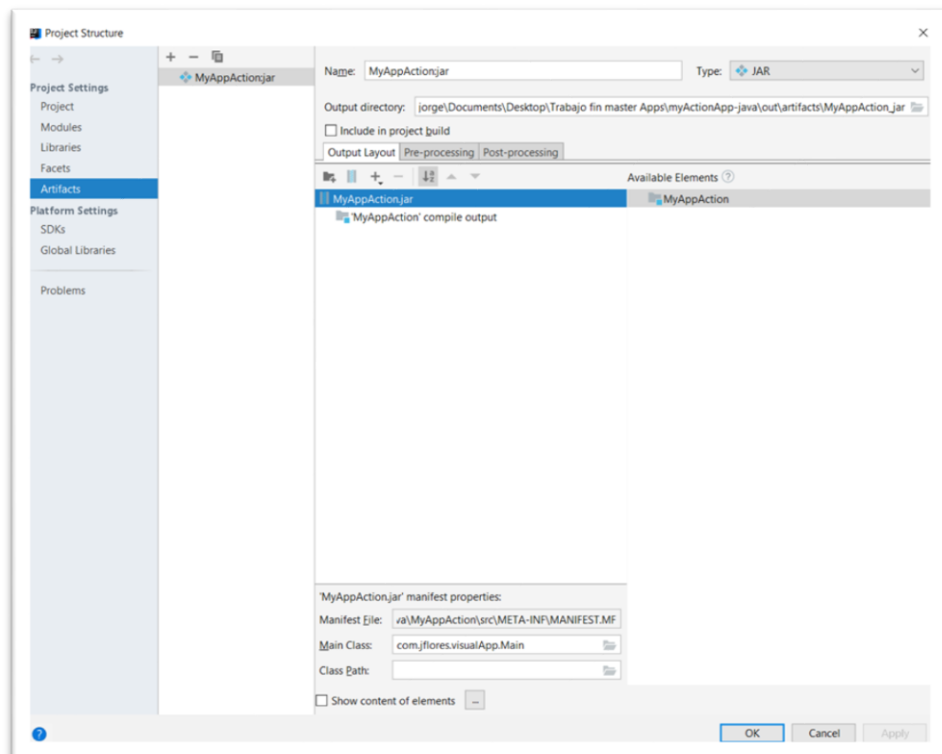 Project Structure
Project Settings
Project
Modules
Libraries
Facets
Artifacts
Platform Settings
SDKs
Global Libraries
Problems
MyAppAction:jar
Name: MyAppAction:jar
Type: JAR
Output directory: jorge\Documents\Desktop\Trabajo fin master Apps\myActionApp-java\out\artifacts\MyAppAction_jar
Include in project build
Output Layout Pre-processing Post-processing
Available Elements ?
MyAppAction.jar
'MyAppAction' compile output
MyAppAction
'MyAppAction.jar' manifest properties:
Manifest File: va\MyAppAction\src\META-INF\MANIFEST.MF
Main Class: com.jflores.visualApp.Main
Class Path:
Show content of elements ...
? OK Cancel Apply